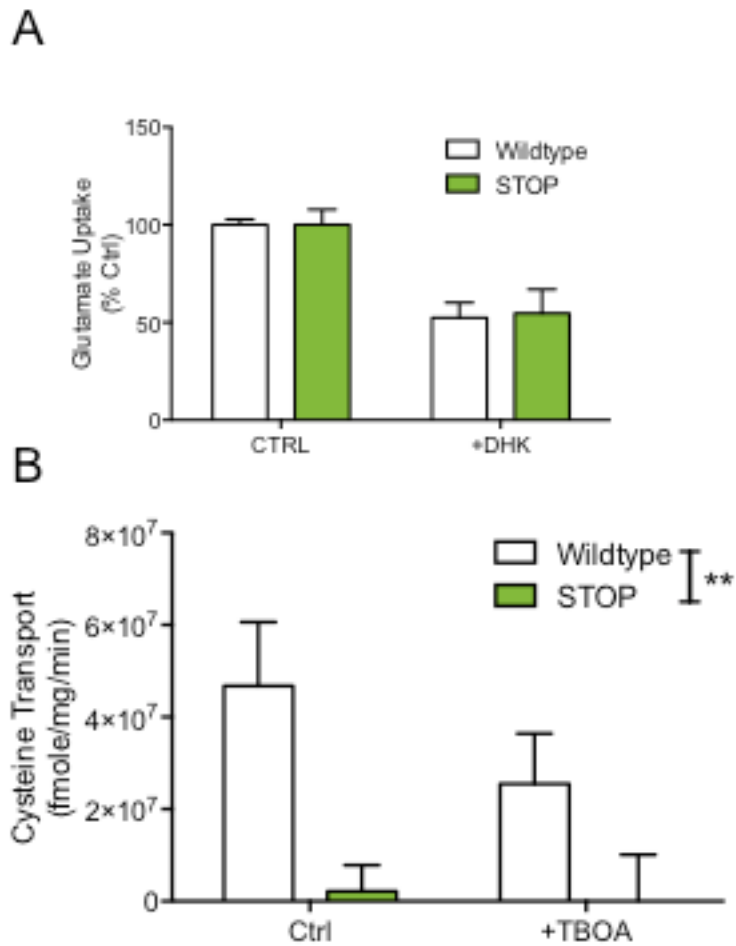 A
150
100
50
0
Glutamate Uptake
(% Ctrl)
Wildtype
STOP
CTRL
+DHK
B
8×10⁷
6×10⁷
4×10⁷
2×10⁷
0
Cysteine Transport
(fmole/mg/min)
Wildtype
STOP
**
Ctrl
+TBOA